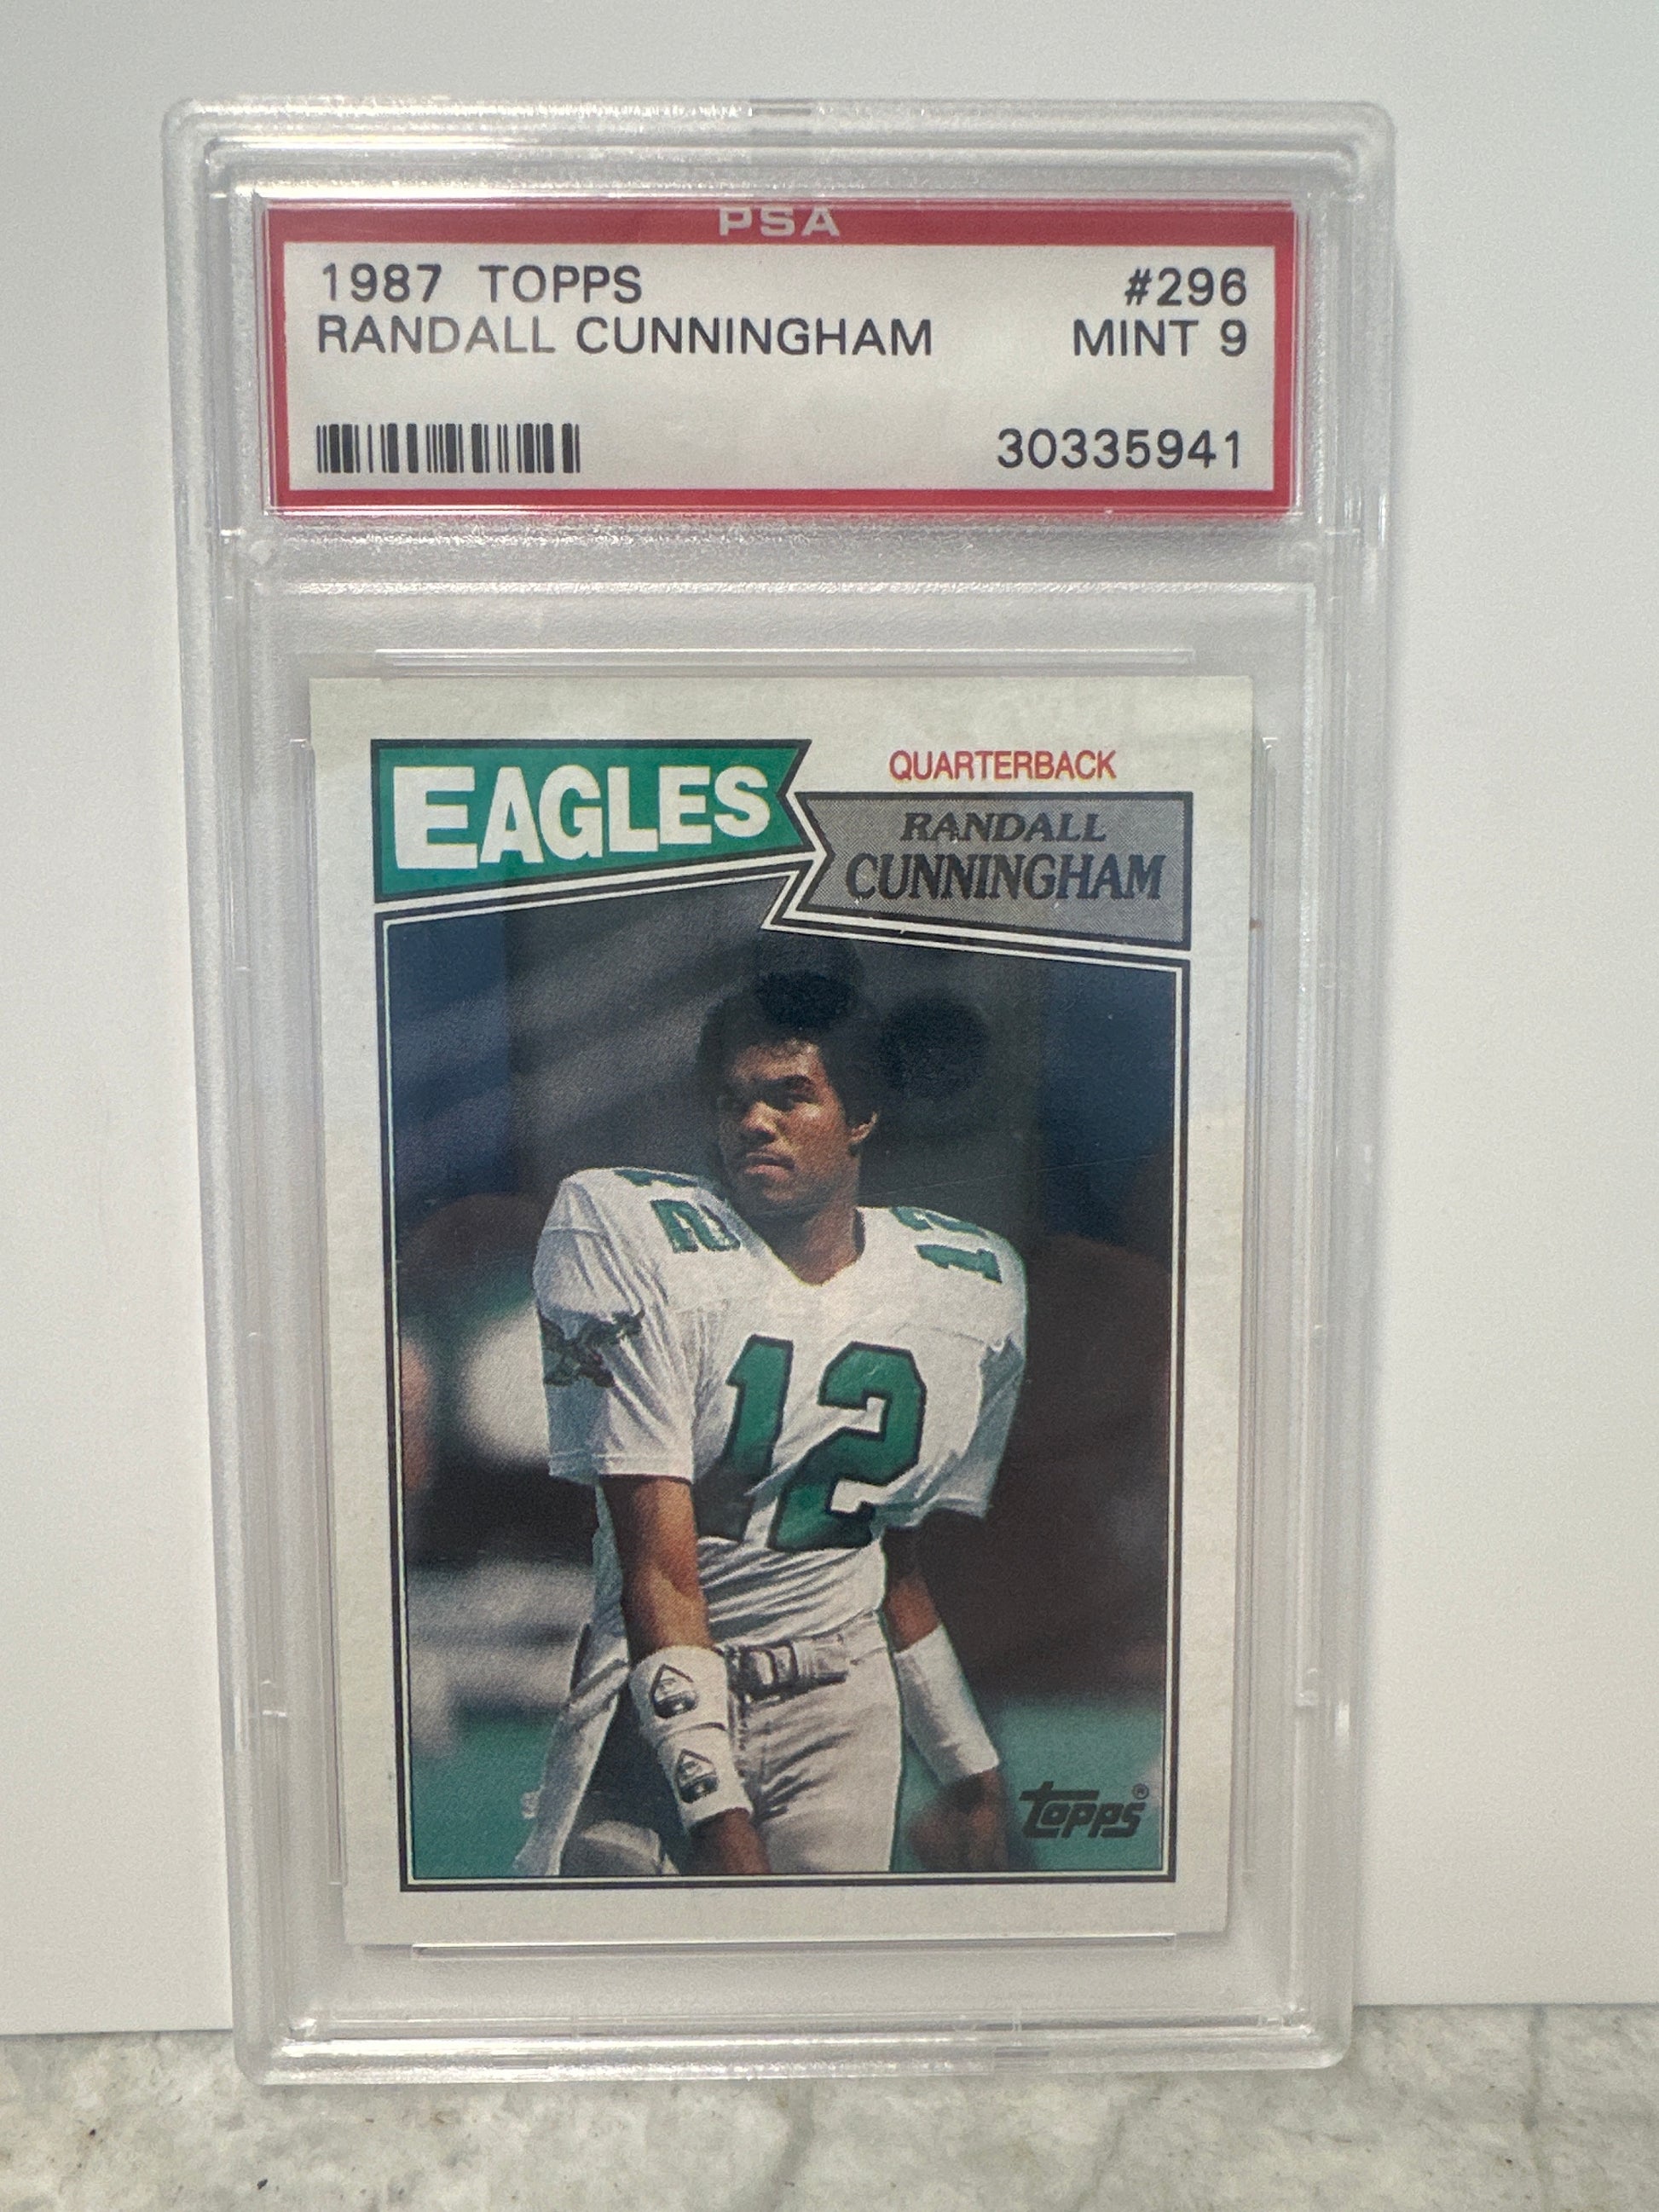 PSA
1987 TOPPS #296
RANDALL CUNNINGHAM MINT 9
30335941
EAGLES
QUARTERBACK
RANDALL
CUNNINGHAM
12 12
12
topps®